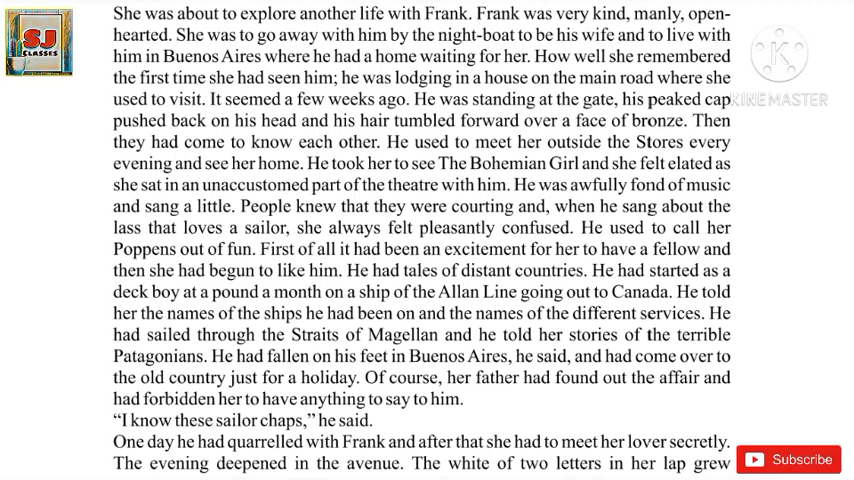 She was about to explore another life with Frank. Frank was very kind, manly, open-
hearted. She was to go away with him by the night-boat to be his wife and to live with
him in Buenos Aires where he had a home waiting for her. How well she remembered
the first time she had seen him; he was lodging in a house on the main road where she
used to visit. It seemed a few weeks ago. He was standing at the gate, his peaked cap
pushed back on his head and his hair tumbled forward over a face of bronze. Then
they had come to know each other. He used to meet her outside the Stores every
evening and see her home. He took her to see The Bohemian Girl and she felt elated as
she sat in an unaccustomed part of the theatre with him. He was awfully fond of music
and sang a little. People knew that they were courting and, when he sang about the
lass that loves a sailor, she always felt pleasantly confused. He used to call her
Poppens out of fun. First of all it had been an excitement for her to have a fellow and
then she had begun to like him. He had tales of distant countries. He had started as a
deck boy at a pound a month on a ship of the Allan Line going out to Canada. He told
her the names of the ships he had been on and the names of the different services. He
had sailed through the Straits of Magellan and he told her stories of the terrible
Patagonians. He had fallen on his feet in Buenos Aires, he said, and had come over to
the old country just for a holiday. Of course, her father had found out the affair and
had forbidden her to have anything to say to him.
“I know these sailor chaps,” he said.
One day he had quarrelled with Frank and after that she had to meet her lover secretly.
The evening deepened in the avenue. The white of two letters in her lap grew
SJ
CLASSES
KINEMASTER
Subscribe